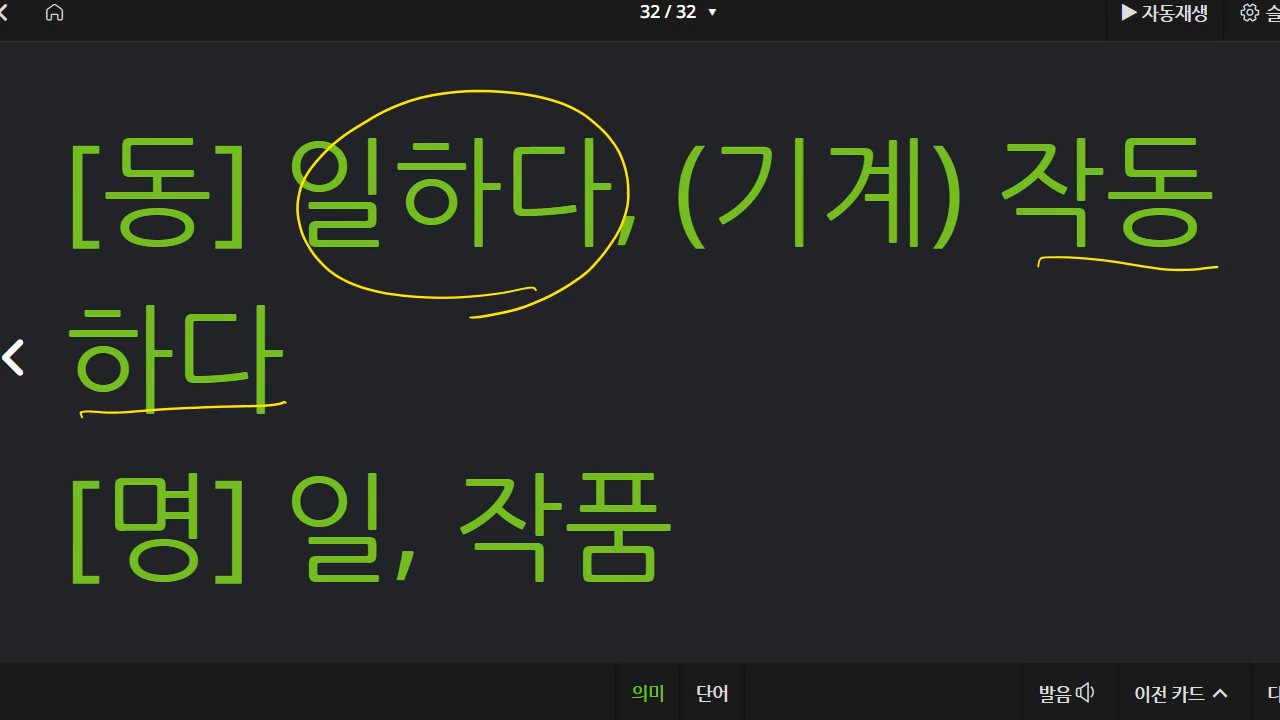 32 / 32 ▼ ▶ 자동재생
[동] 일하다, (기계) 작동
하다
[명] 일, 작품
의미 단어 발음 이전 카드